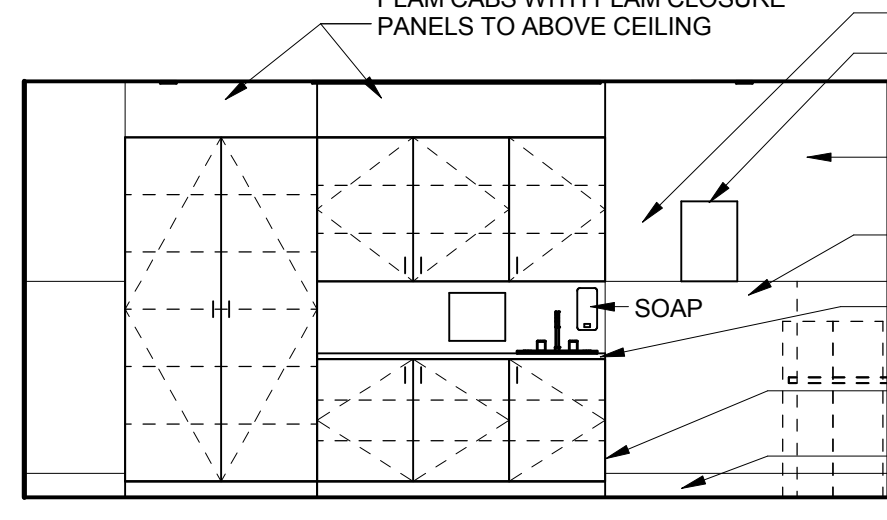 PLAM CABS WITH PLAM CLOSURE
PANELS TO ABOVE CEILING
SOAP